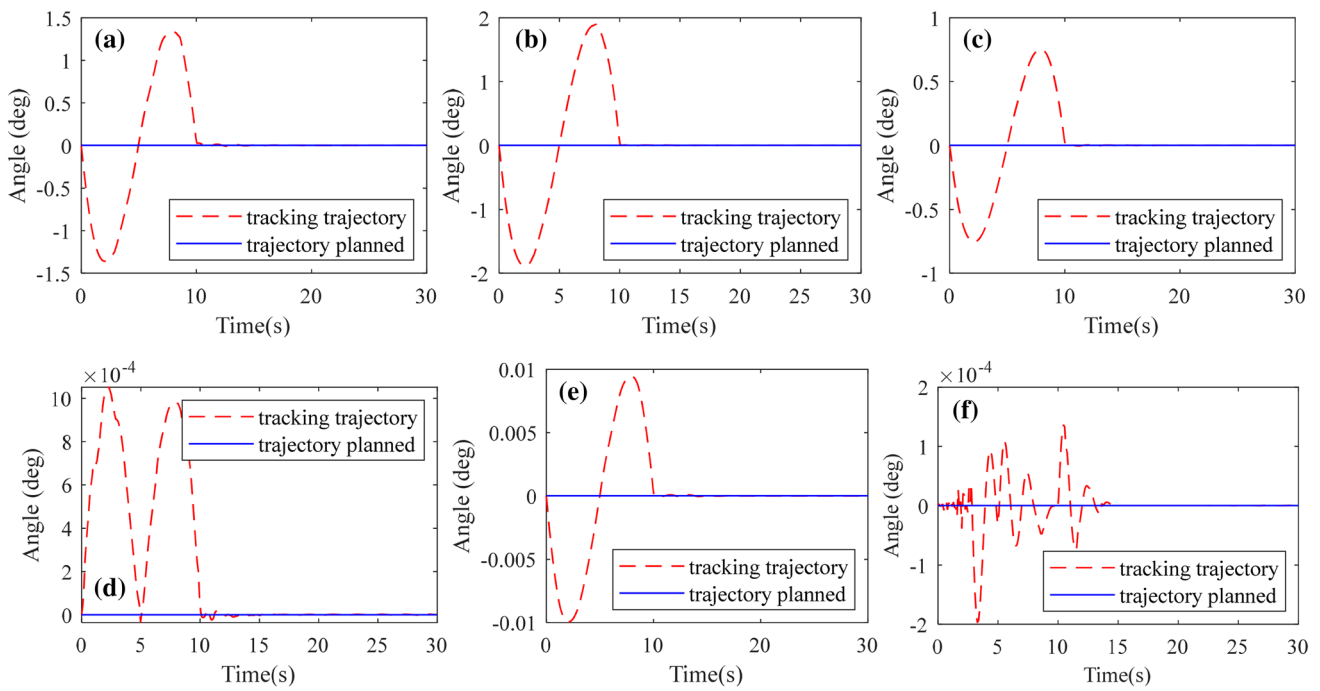 (a)
1.5
1
0.5
0
-0.5
-1
-1.5
Angle (deg)
tracking trajectory
trajectory planned
0 10 20 30
Time(s)
(b)
2
1
0
-1
-2
Angle (deg)
tracking trajectory
trajectory planned
0 5 10 15 20 25 30
Time(s)
(c)
1
0.5
0
-0.5
-1
Angle (deg)
tracking trajectory
trajectory planned
0 10 20 30
Time(s)
×10⁻⁴
10
8
6
4
2
0
Angle (deg)
tracking trajectory
trajectory planned
(d)
0 5 10 15 20 25 30
Time(s)
(e)
0.01
0.005
0
-0.005
-0.01
Angle (deg)
tracking trajectory
trajectory planned
0 10 20 30
Time(s)
×10⁻⁴
(f)
2
1
0
-1
-2
Angle (deg)
tracking trajectory
trajectory planned
0 5 10 15 20 25 30
Time(s)